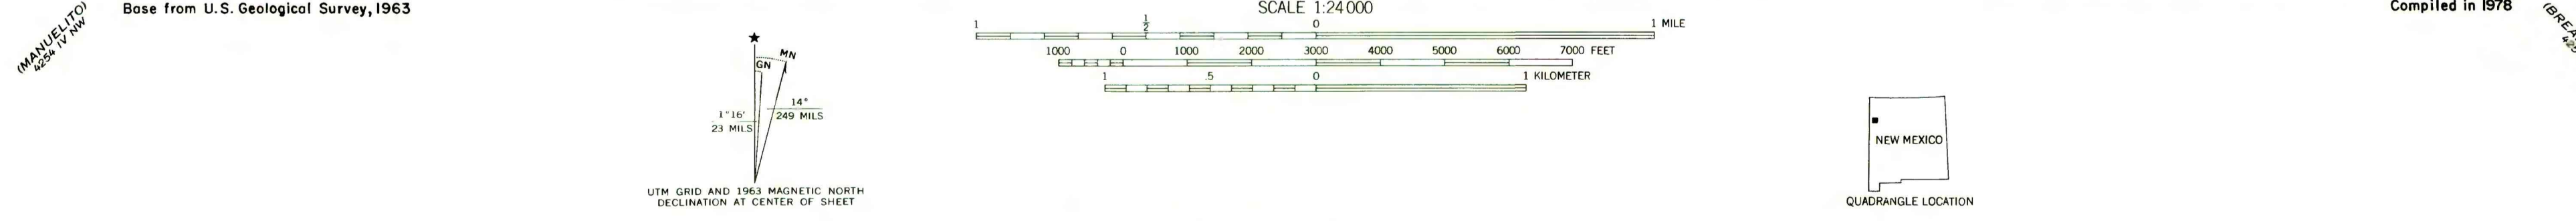 (MANUELITO)
4254 IV NW
Base from U.S. Geological Survey, 1963
SCALE 1:24 000
1 1/2 0 1 MILE
1000 0 1000 2000 3000 4000 5000 6000 7000 FEET
1 .5 0 1 KILOMETER
Compiled in 1978
★
MN
GN
1°16'
23 MILS
14°
249 MILS
UTM GRID AND 1963 MAGNETIC NORTH
DECLINATION AT CENTER OF SHEET
NEW MEXICO
QUADRANGLE LOCATION